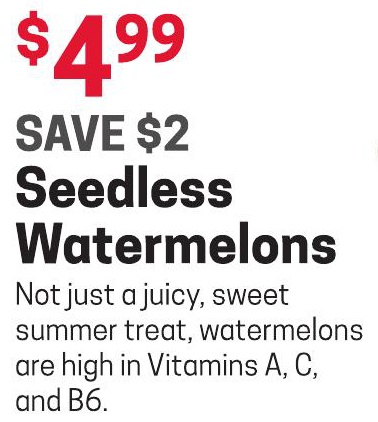 $4.99
SAVE $2
Seedless
Watermelons
Not just a juicy, sweet
summer treat, watermelons
are high in Vitamins A, C,
and B6.